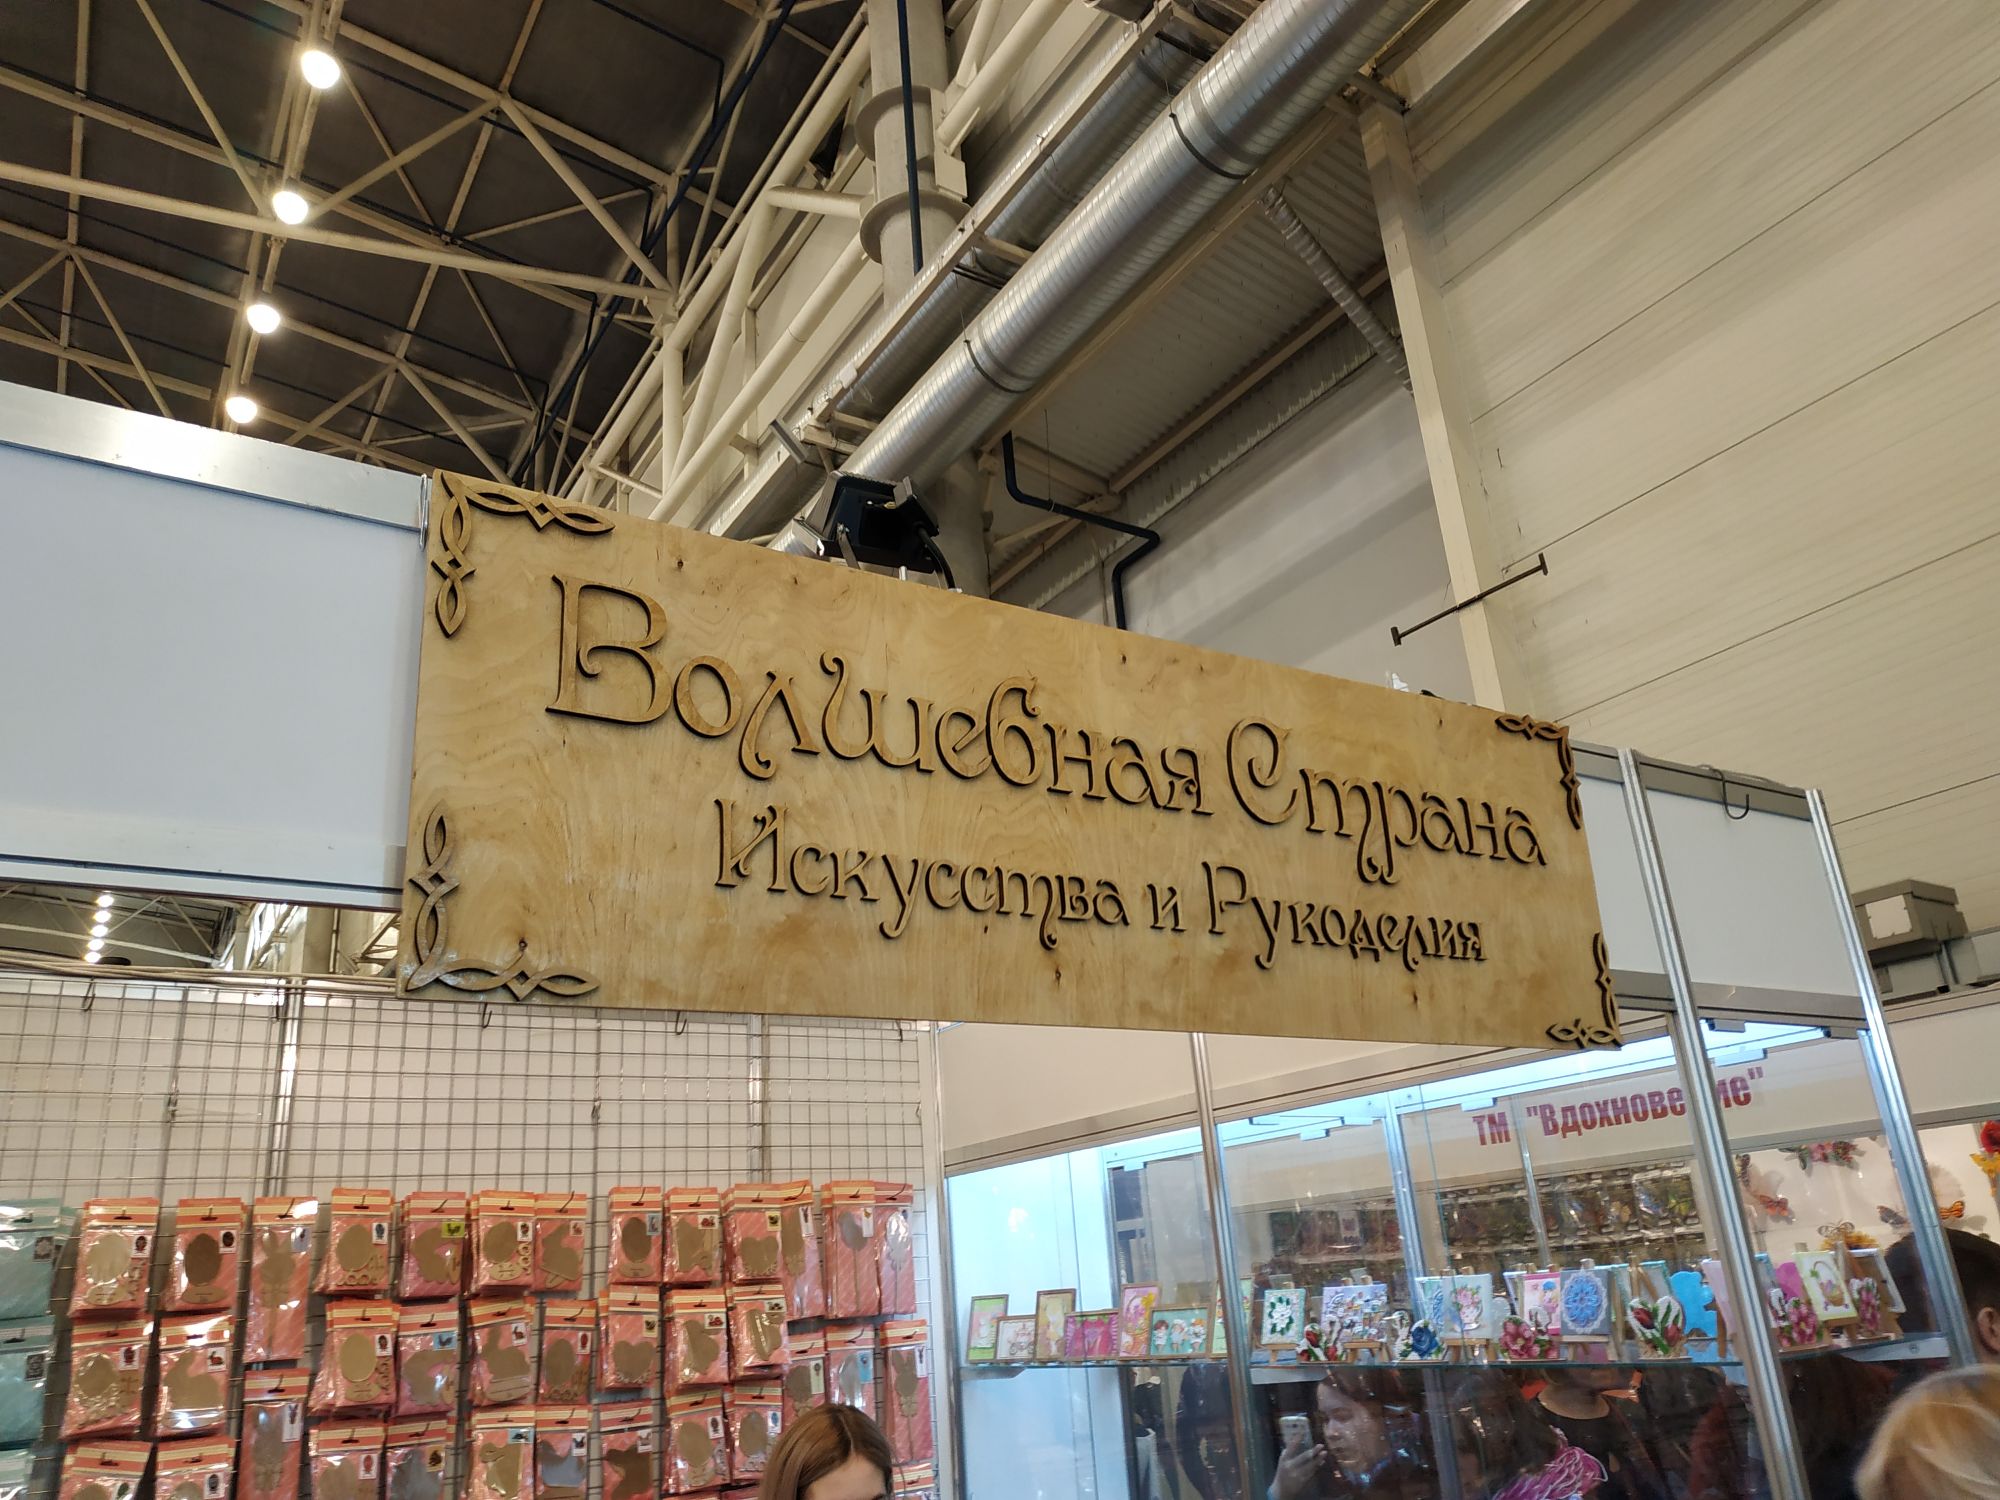 Волшебная Страна
Искусства и Рукоделия
ТМ "Вдохновение"